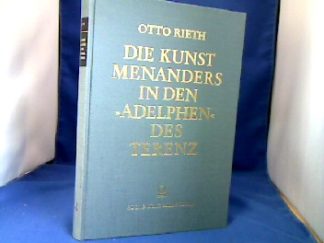 OTTO RIETH
DIE KUNST
MENANDERS
IN DEN
›ADELPHEN‹
DES
TERENZ